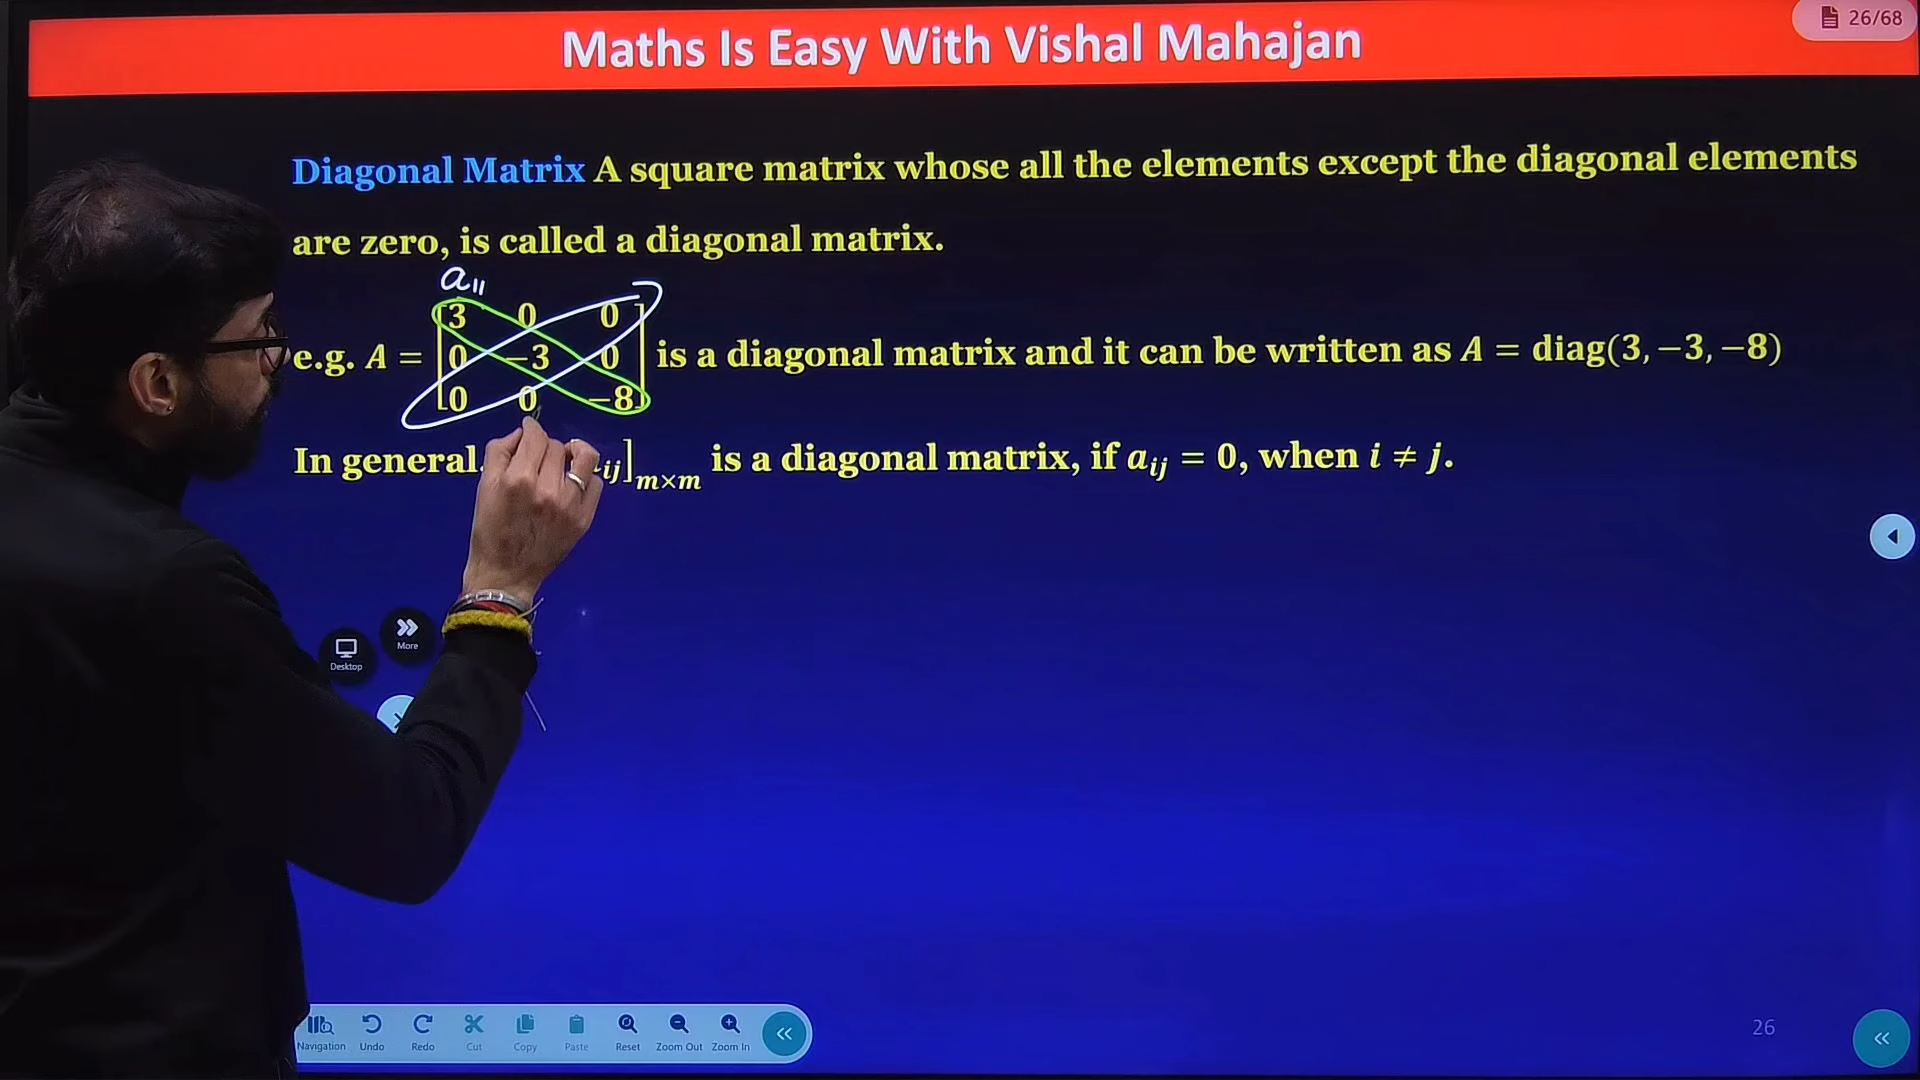 26/68
Maths Is Easy With Vishal Mahajan
Diagonal Matrix A square matrix whose all the elements except the diagonal elements
are zero, is called a diagonal matrix.
a₁₁
3 0 0
e.g. A = 0 −3 0 is a diagonal matrix and it can be written as A = diag(3, −3, −8)
0 0 −8
In general ij]m×m is a diagonal matrix, if aij = 0, when i ≠ j.
More
Desktop
26
Navigation Undo Redo Cut Copy Paste Reset Zoom Out Zoom In